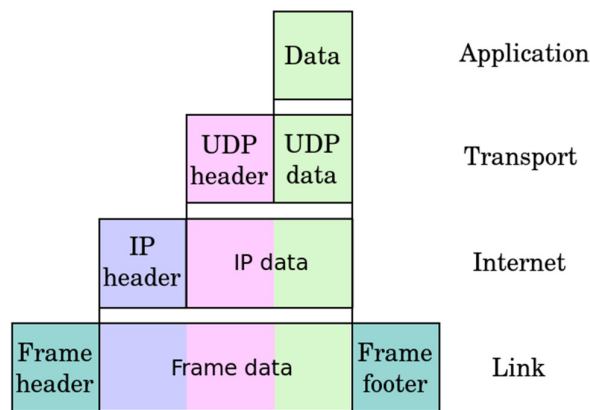 Data
Application
UDP
header
UDP
data
Transport
IP
header
IP data
Internet
Frame
header
Frame data
Frame
footer
Link